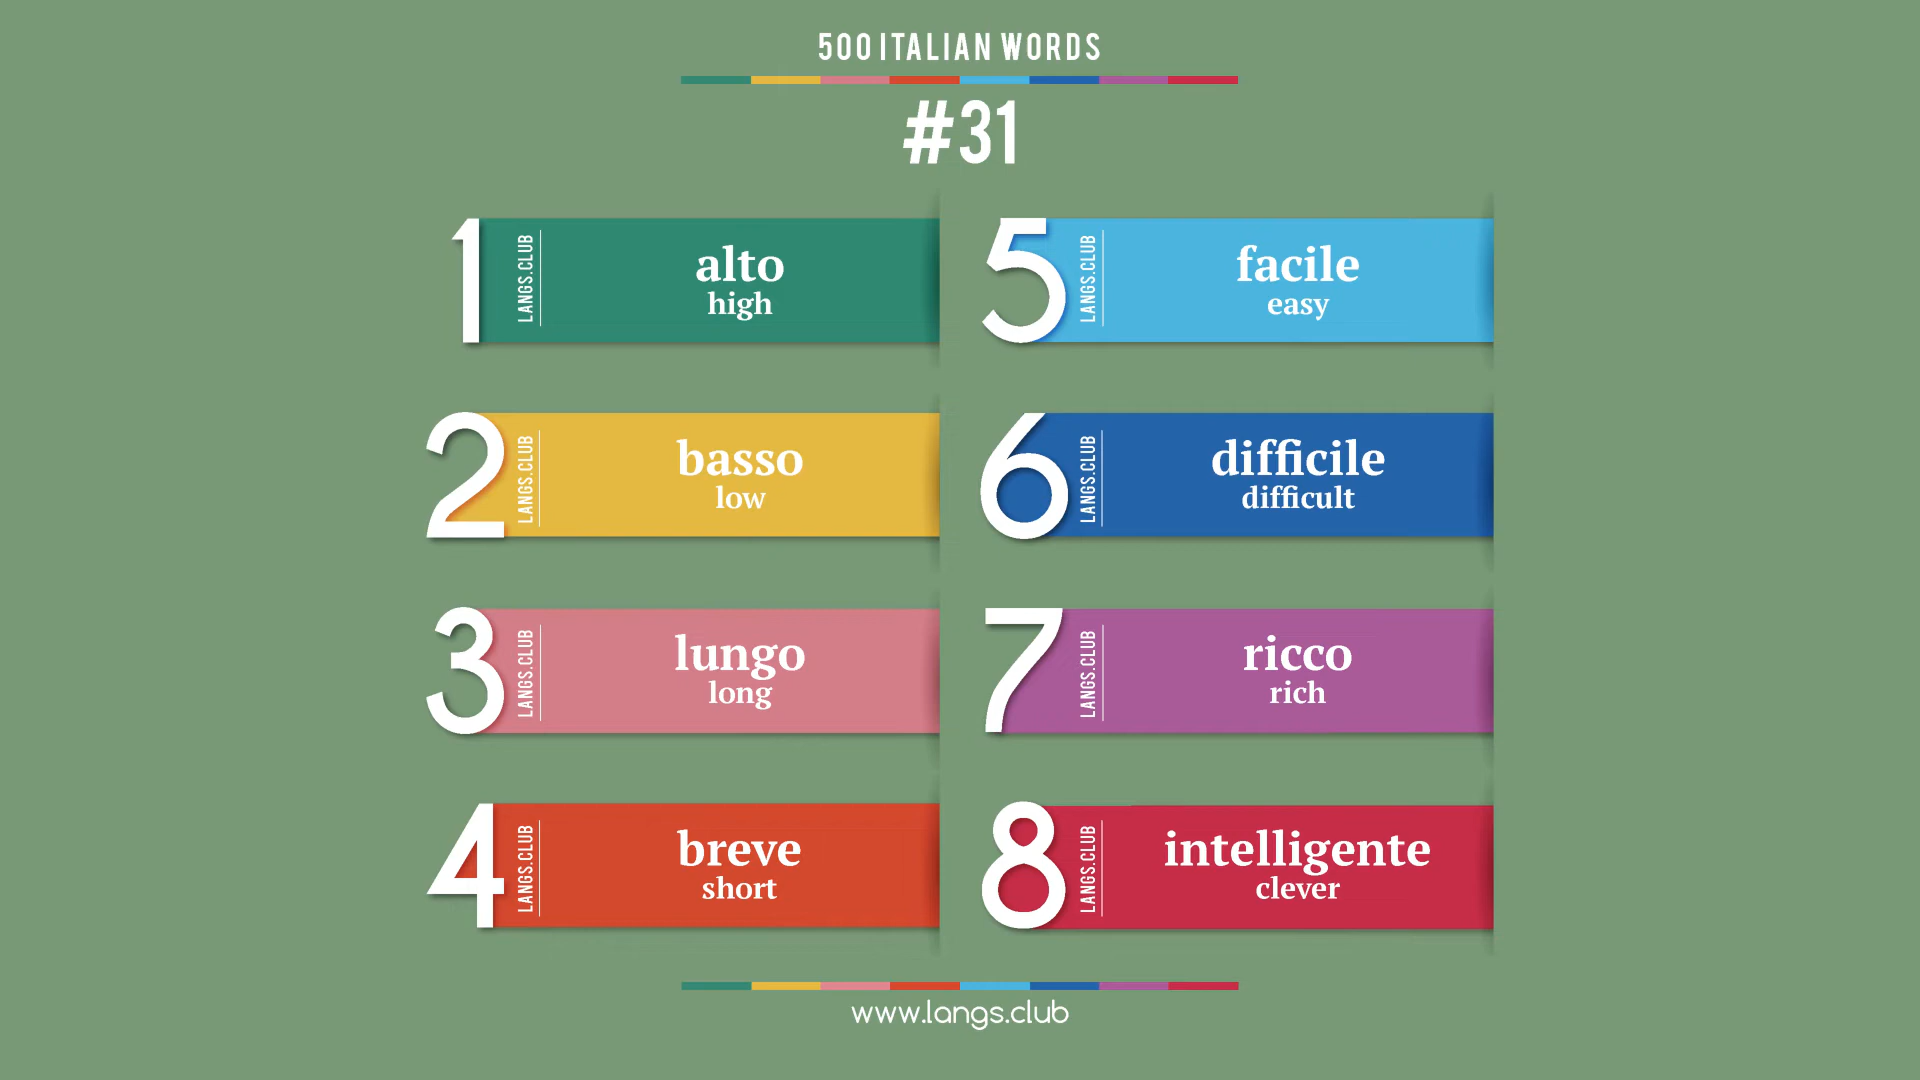 500 ITALIAN WORDS
#31
1
LANGS.CLUB
alto
high
2
LANGS.CLUB
basso
low
3
LANGS.CLUB
lungo
long
4
LANGS.CLUB
breve
short
5
LANGS.CLUB
facile
easy
6
LANGS.CLUB
difficile
difficult
7
LANGS.CLUB
ricco
rich
8
LANGS.CLUB
intelligente
clever
www.langs.club